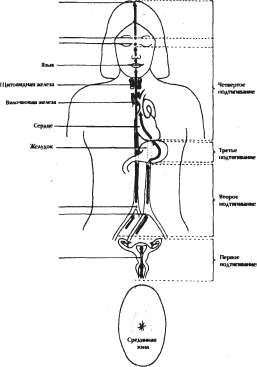 Язык
Щитовидная железа
Вилочковая железа
Сердце
Желудок
Четвертое
подтягивание
Третье
подтягивание
Второе
подтягивание
Первое
подтягивание
Срединная
зона